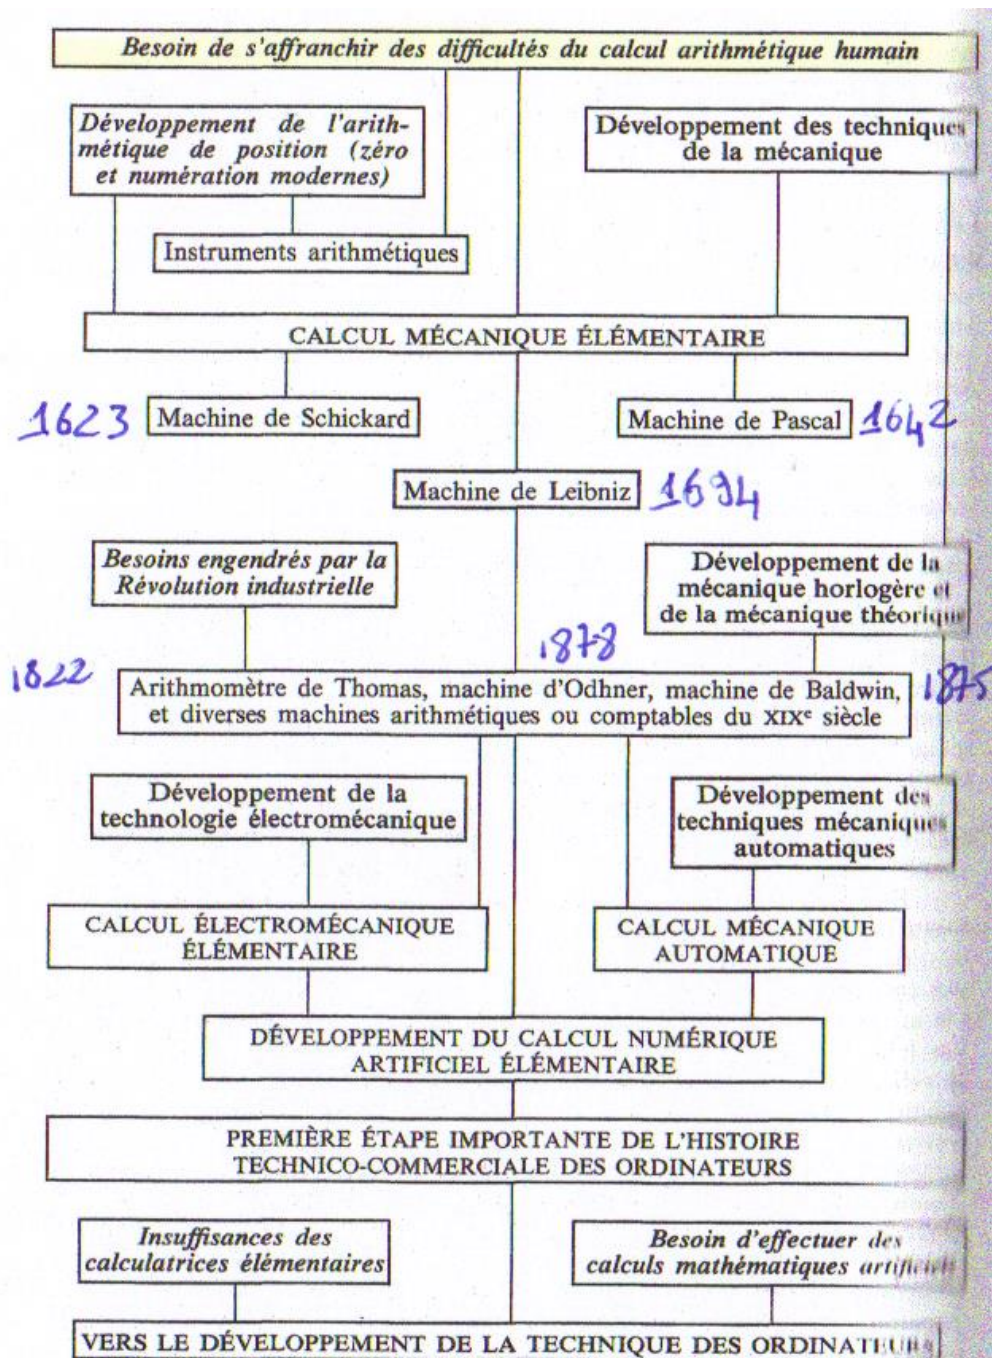 Besoin de s'affranchir des difficultés du calcul arithmétique humain
Développement de l'arith-
métique de position (zéro
et numération modernes)
Développement des techniques
de la mécanique
Instruments arithmétiques
CALCUL MÉCANIQUE ÉLÉMENTAIRE
1623
Machine de Schickard
Machine de Pascal
1642
Machine de Leibniz
1694
Besoins engendrés par la
Révolution industrielle
Développement de la
mécanique horlogère et
de la mécanique théorique
1822
1878
1875
Arithmomètre de Thomas, machine d'Odhner, machine de Baldwin,
et diverses machines arithmétiques ou comptables du XIXe siècle
Développement de la
technologie électromécanique
Développement des
techniques mécaniques
automatiques
CALCUL ÉLECTROMÉCANIQUE
ÉLÉMENTAIRE
CALCUL MÉCANIQUE
AUTOMATIQUE
DÉVELOPPEMENT DU CALCUL NUMÉRIQUE
ARTIFICIEL ÉLÉMENTAIRE
PREMIÈRE ÉTAPE IMPORTANTE DE L'HISTOIRE
TECHNICO-COMMERCIALE DES ORDINATEURS
Insuffisances des
calculatrices élémentaires
Besoin d'effectuer des
calculs mathématiques artificiels
VERS LE DÉVELOPPEMENT DE LA TECHNIQUE DES ORDINATEURS